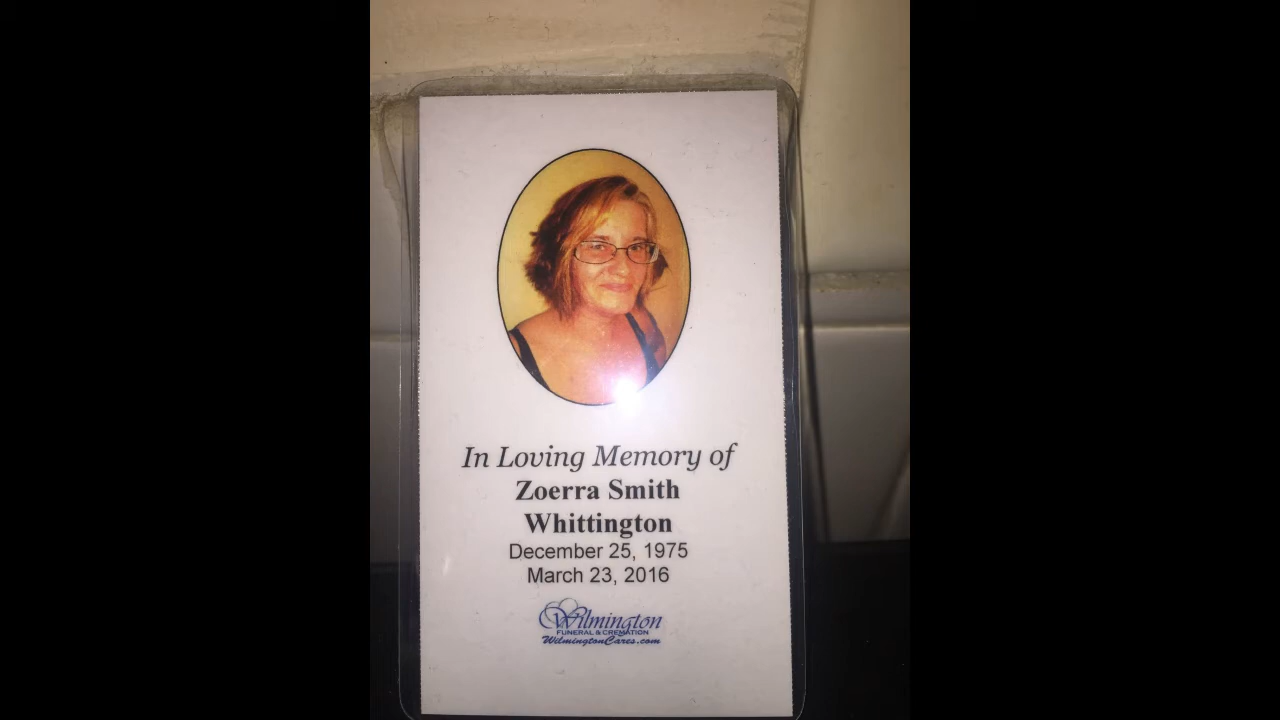 In Loving Memory of
Zoerra Smith
Whittington
December 25, 1975
March 23, 2016
Wilmington
FUNERAL & CREMATION
WilmingtonCares.com